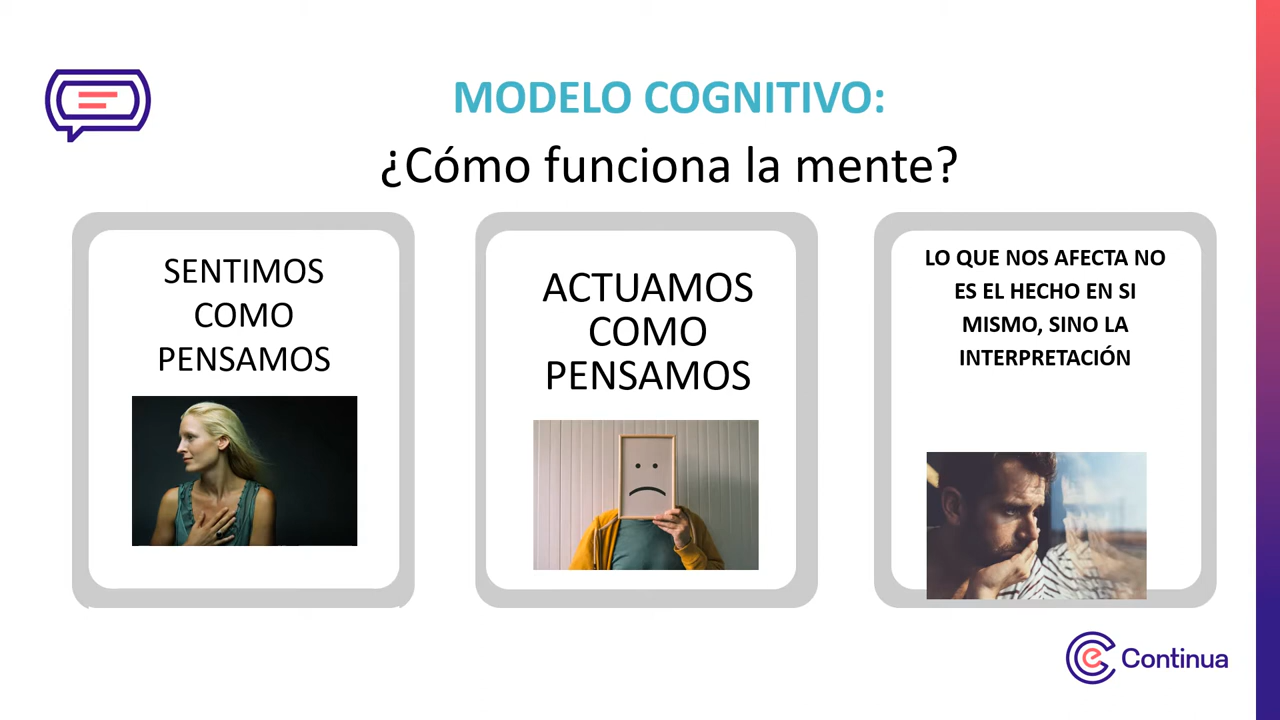 MODELO COGNITIVO:
¿Cómo funciona la mente?
SENTIMOS
COMO
PENSAMOS
ACTUAMOS
COMO
PENSAMOS
LO QUE NOS AFECTA NO
ES EL HECHO EN SI
MISMO, SINO LA
INTERPRETACIÓN
e Continua